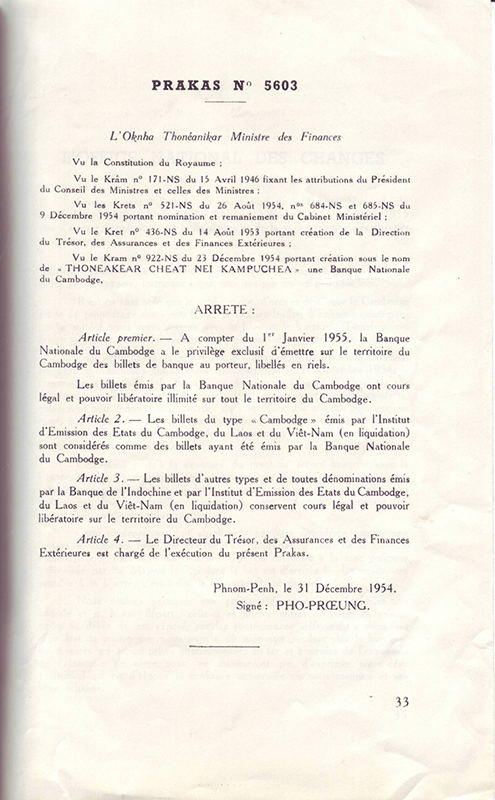 PRAKAS Nº 5603
L'Oknha Thonéanikar Ministre des Finances
Vu la Constitution du Royaume ;
Vu le Krâm nº 171-NS du 15 Avril 1946 fixant les attributions du Président
du Conseil des Ministres et celles des Ministres ;
Vu les Krets nº 521-NS du 26 Août 1954, nºs 684-NS et 685-NS du
9 Décembre 1954 portant nomination et remaniement du Cabinet Ministériel ;
Vu le Kret nº 436-NS du 14 Août 1953 portant création de la Direction
du Trésor, des Assurances et des Finances Extérieures ;
Vu le Kram nº 922-NS du 23 Décembre 1954 portant création sous le nom
de « THONEAKEAR CHEAT NEI KAMPUCHEA » une Banque Nationale
du Cambodge,
ARRETE :
Article premier. — A compter du 1er Janvier 1955, la Banque
Nationale du Cambodge a le privilège exclusif d'émettre sur le territoire du
Cambodge des billets de banque au porteur, libellés en riels.
Les billets émis par la Banque Nationale du Cambodge ont cours
légal et pouvoir libératoire illimité sur tout le territoire du Cambodge.
Article 2. — Les billets du type « Cambodge » émis par l'Institut
d'Emission des Etats du Cambodge, du Laos et du Viêt-Nam (en liquidation)
sont considérés comme des billets ayant été émis par la Banque Nationale
du Cambodge.
Article 3. — Les billets d'autres types et de toutes dénominations émis
par la Banque de l'Indochine et par l'Institut d'Emission des Etats du Cambodge,
du Laos et du Viêt-Nam (en liquidation) conservent cours légal et pouvoir
libératoire sur le territoire du Cambodge.
Article 4. — Le Directeur du Trésor, des Assurances et des Finances
Extérieures est chargé de l'exécution du présent Prakas.
Phnom-Penh, le 31 Décembre 1954.
Signé : PHO-PRŒUNG.
33